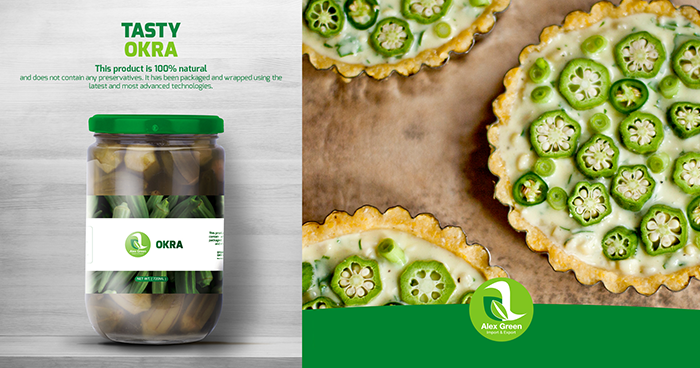 TASTY
OKRA
This product is 100% natural
and does not contain any preservatives. It has been packaged and wrapped using the
latest and most advanced technologies.
OKRA
Alex Green
Import & Export